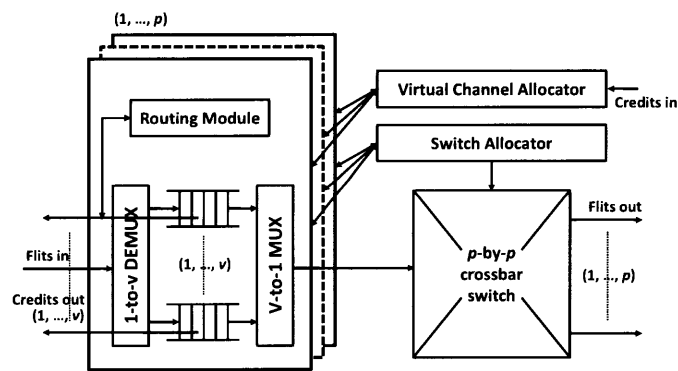 (1, ..., p)
Virtual Channel Allocator
Credits in
Routing Module
Switch Allocator
Flits out
1-to-v DEMUX
V-to-1 MUX
Flits in
(1, ..., v)
p-by-p
crossbar
switch
(1, ..., p)
Credits out
(1, ..., v)